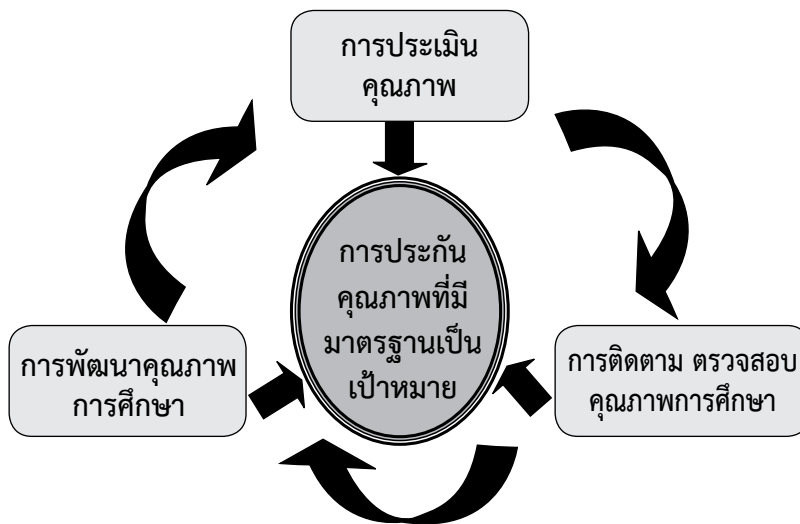 การประเมิน
คุณภาพ
การประกัน
คุณภาพที่มี
มาตรฐานเป็น
เป้าหมาย
การพัฒนาคุณภาพ
การศึกษา
การติดตาม ตรวจสอบ
คุณภาพการศึกษา